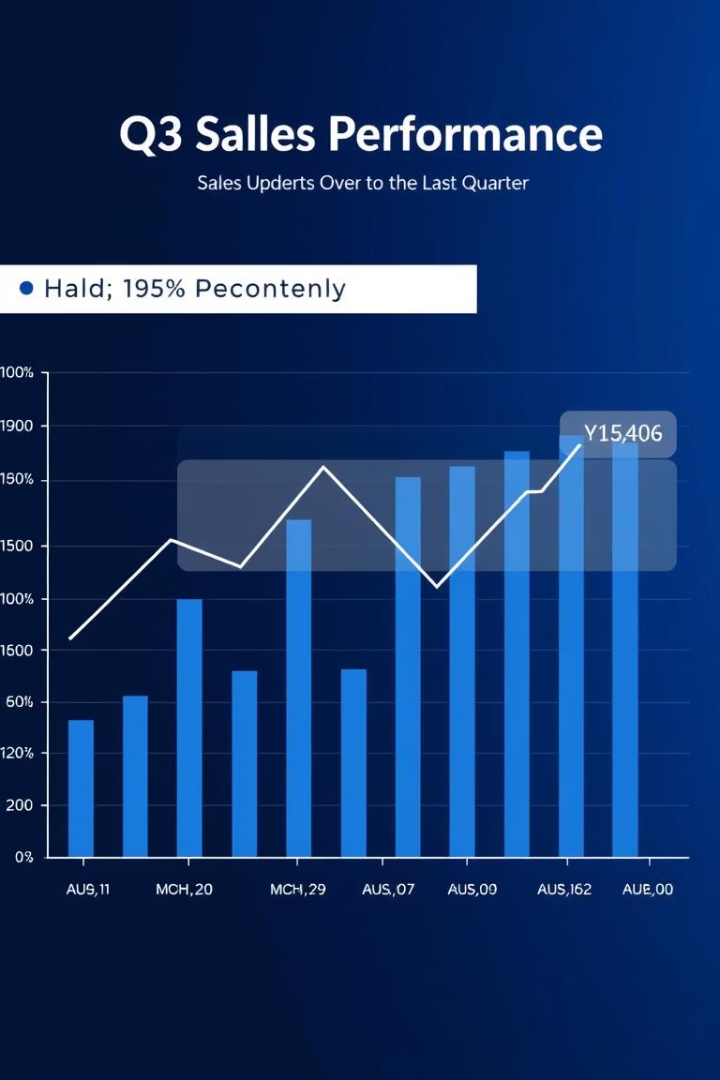 Q3 Salles Performance
Sales Upderts Over to the Last Quarter
Hald; 195% Pecontenly
100%
1900
Y15,406
180%
1500
100%
1600
60%
120%
200
0%
AUS,11 MCH,20 MCH,29 AUS,,07 AUS,,09 AUS,162 AUE,00